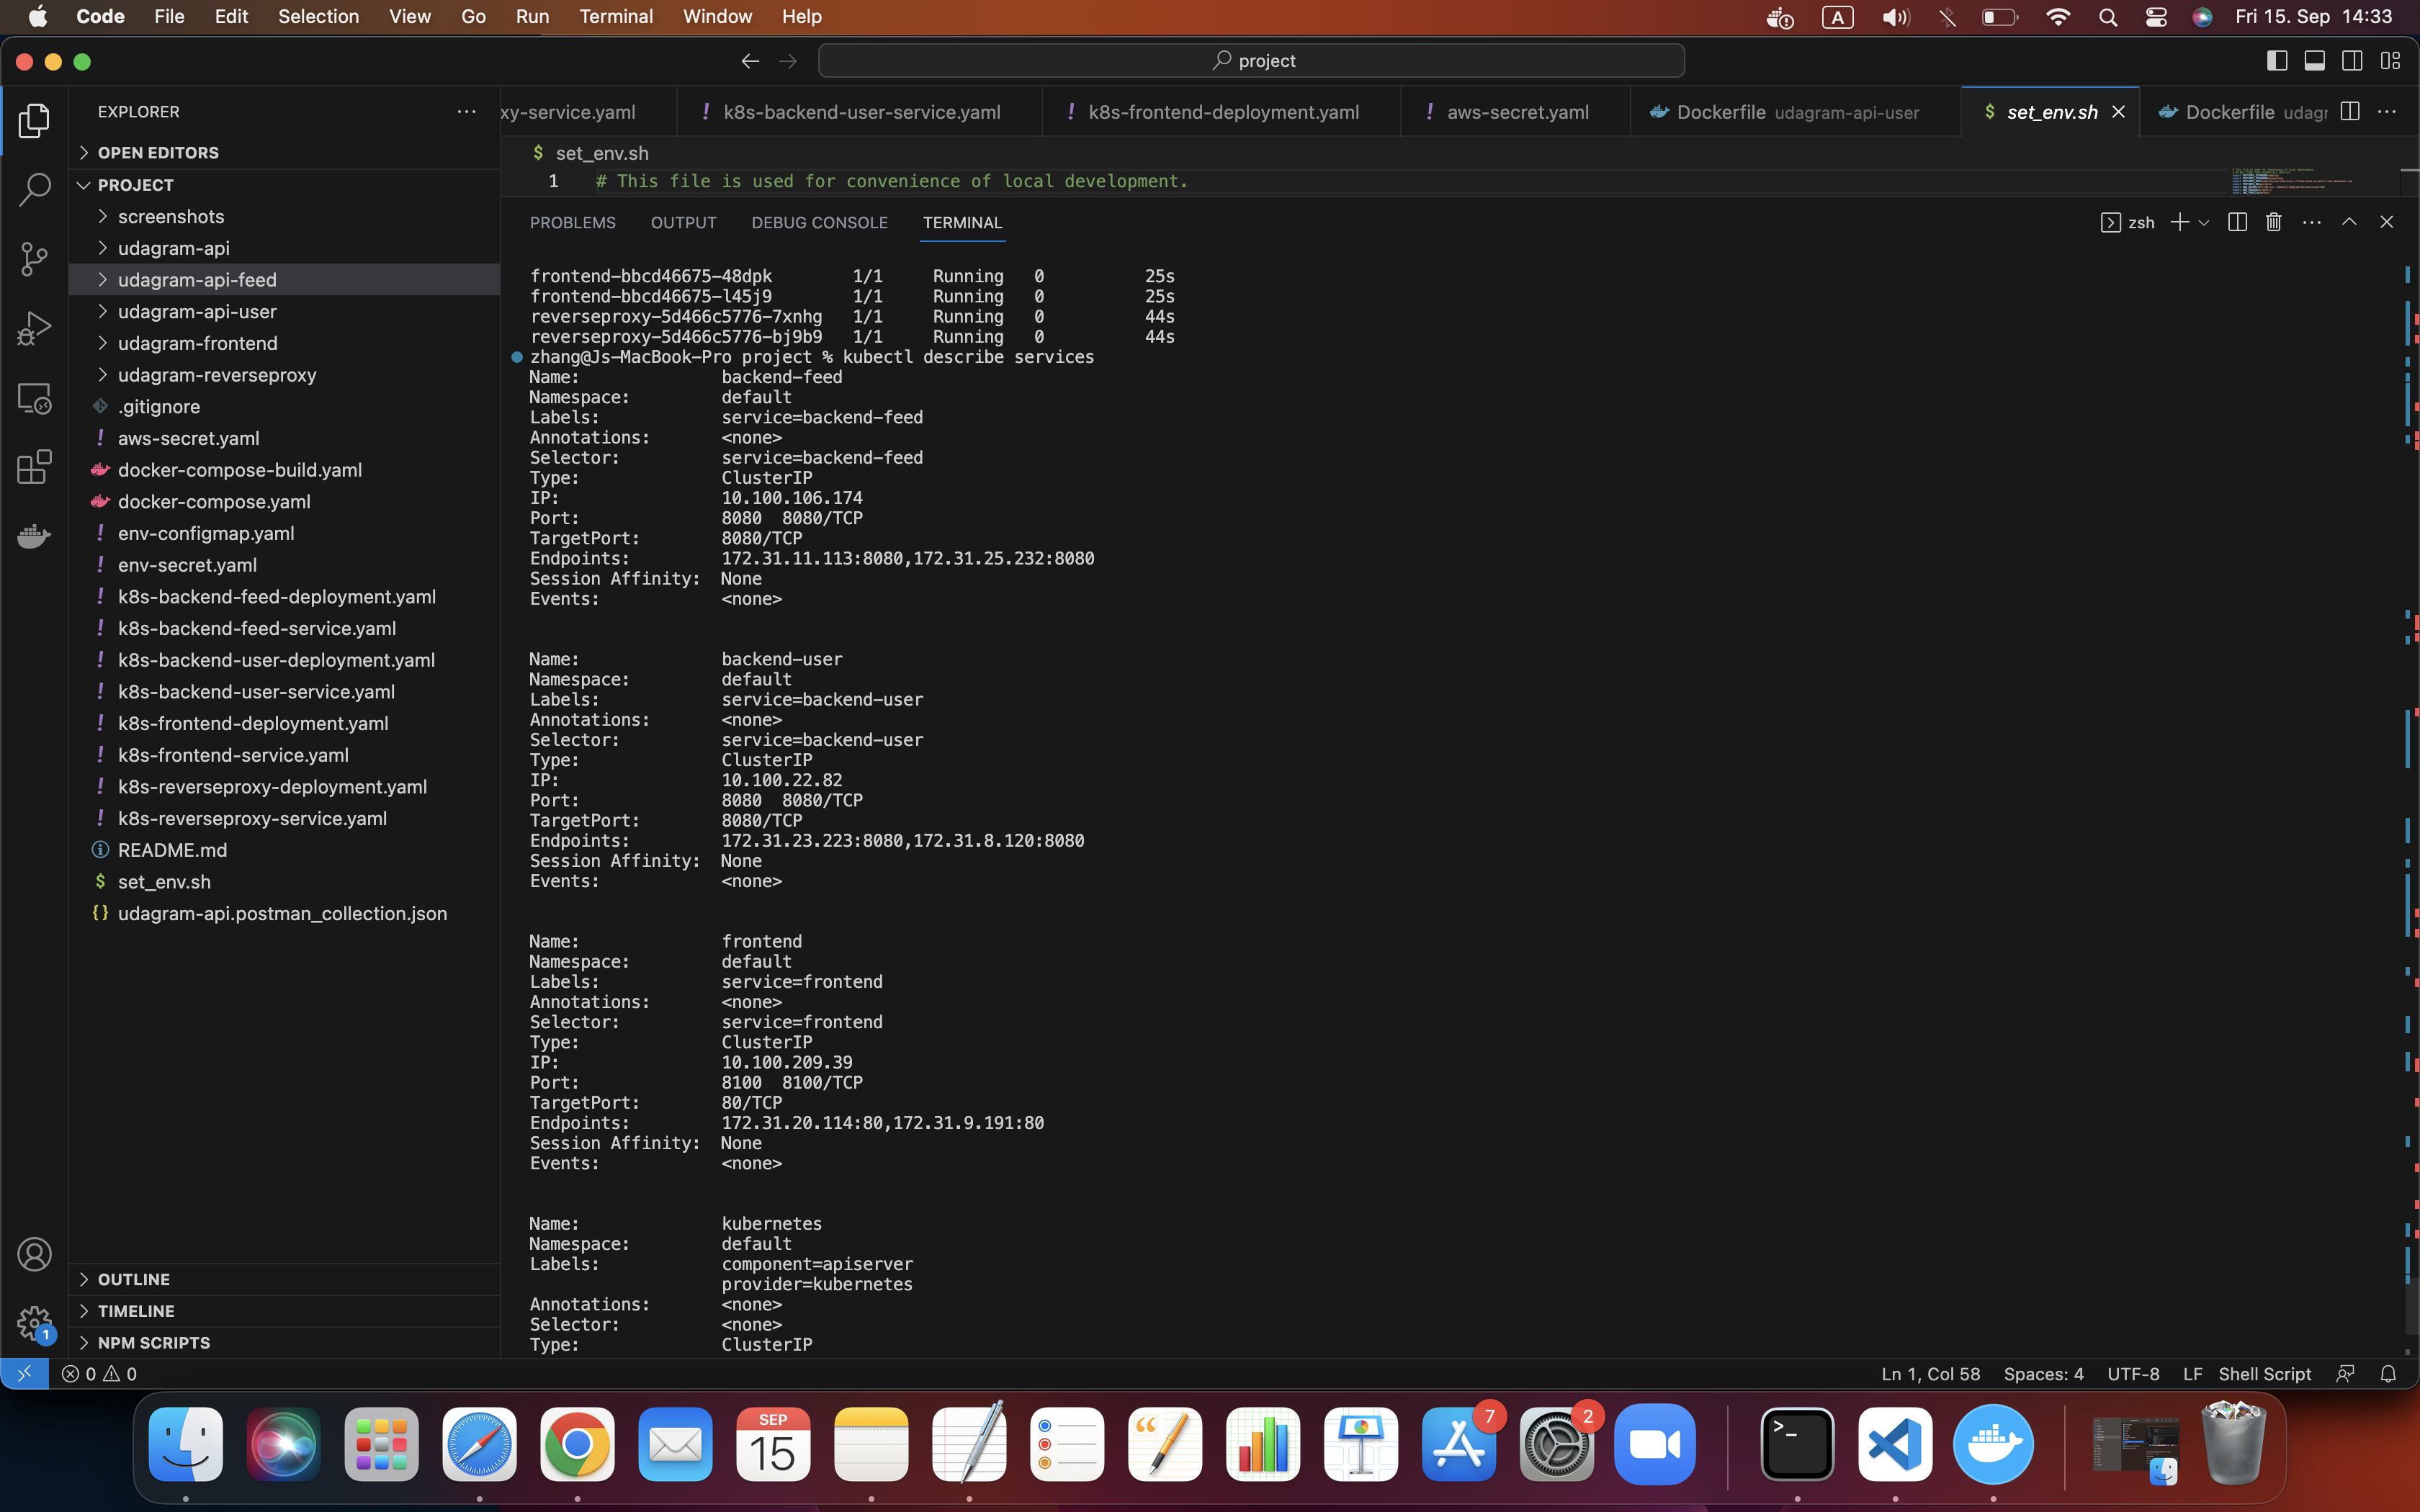 Code File Edit Selection View Go Run Terminal Window Help A Fri 15. Sep 14:33
project
EXPLORER
OPEN EDITORS
PROJECT
screenshots
udagram-api
udagram-api-feed
udagram-api-user
udagram-frontend
udagram-reverseproxy
.gitignore
! aws-secret.yaml
docker-compose-build.yaml
docker-compose.yaml
! env-configmap.yaml
! env-secret.yaml
! k8s-backend-feed-deployment.yaml
! k8s-backend-feed-service.yaml
! k8s-backend-user-deployment.yaml
! k8s-backend-user-service.yaml
! k8s-frontend-deployment.yaml
! k8s-frontend-service.yaml
! k8s-reverseproxy-deployment.yaml
! k8s-reverseproxy-service.yaml
README.md
$ set_env.sh
{} udagram-api.postman_collection.json
OUTLINE
TIMELINE
NPM SCRIPTS
1
xy-service.yaml ! k8s-backend-user-service.yaml ! k8s-frontend-deployment.yaml ! aws-secret.yaml Dockerfile udagram-api-user $ set_env.sh Dockerfile udagr
$ set_env.sh
1 # This file is used for convenience of local development.
PROBLEMS OUTPUT DEBUG CONSOLE TERMINAL zsh
frontend-bbcd46675-48dpk 1/1 Running 0 25s
frontend-bbcd46675-l45j9 1/1 Running 0 25s
reverseproxy-5d466c5776-7xnhg 1/1 Running 0 44s
reverseproxy-5d466c5776-bj9b9 1/1 Running 0 44s
zhang@Js-MacBook-Pro project % kubectl describe services
Name: backend-feed
Namespace: default
Labels: service=backend-feed
Annotations: <none>
Selector: service=backend-feed
Type: ClusterIP
IP: 10.100.106.174
Port: 8080 8080/TCP
TargetPort: 8080/TCP
Endpoints: 172.31.11.113:8080,172.31.25.232:8080
Session Affinity: None
Events: <none>
Name: backend-user
Namespace: default
Labels: service=backend-user
Annotations: <none>
Selector: service=backend-user
Type: ClusterIP
IP: 10.100.22.82
Port: 8080 8080/TCP
TargetPort: 8080/TCP
Endpoints: 172.31.23.223:8080,172.31.8.120:8080
Session Affinity: None
Events: <none>
Name: frontend
Namespace: default
Labels: service=frontend
Annotations: <none>
Selector: service=frontend
Type: ClusterIP
IP: 10.100.209.39
Port: 8100 8100/TCP
TargetPort: 80/TCP
Endpoints: 172.31.20.114:80,172.31.9.191:80
Session Affinity: None
Events: <none>
Name: kubernetes
Namespace: default
Labels: component=apiserver
provider=kubernetes
Annotations: <none>
Selector: <none>
Type: ClusterIP
0 0 Ln 1, Col 58 Spaces: 4 UTF-8 LF Shell Script
SEP
15
7
2